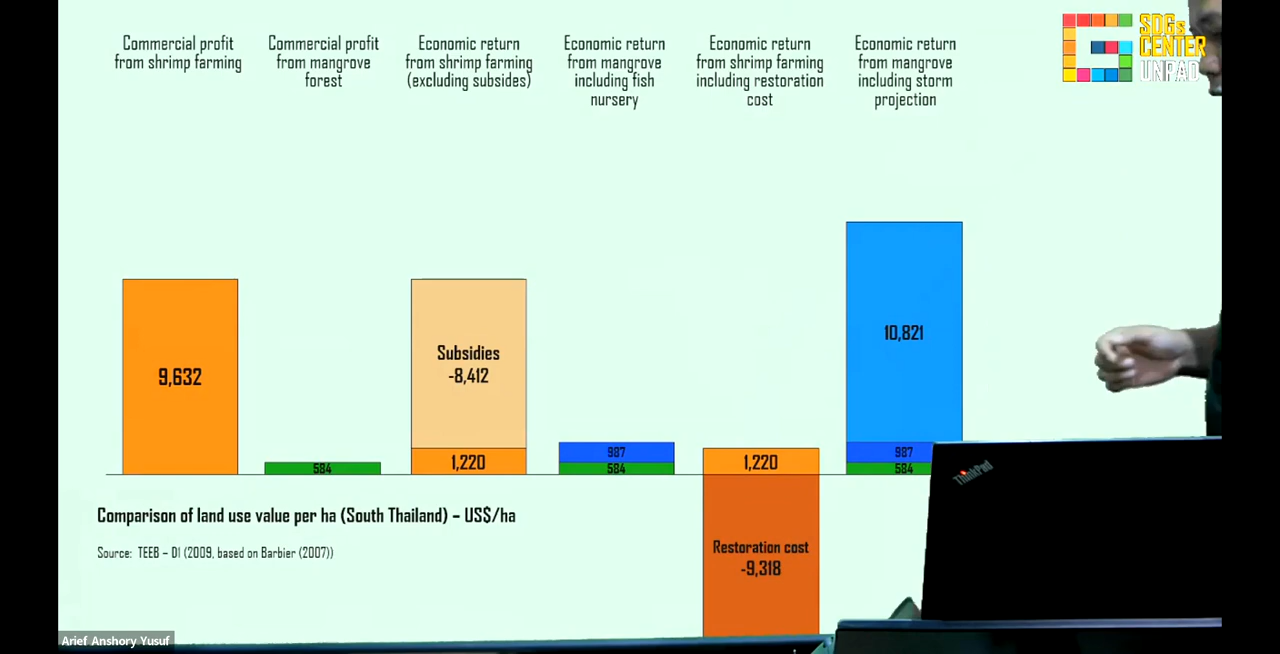 Commercial profit
from shrimp farming
Commercial profit
from mangrove
forest
Economic return
from shrimp farming
(excluding subsides)
Economic return
from mangrove
including fish
nursery
Economic return
from shrimp farming
including restoration
cost
Economic return
from mangrove
including storm
projection
SDGs
CENTER
UNPAD
9,632
584
Subsidies
-8,412
1,220
987
584
1,220
Restoration cost
-9,318
10,821
987
584
Comparison of land use value per ha (South Thailand) – US$/ha
Source: TEEB – D1 (2009, based on Barbier (2007))
ThinkPad
Arief Anshory Yusuf